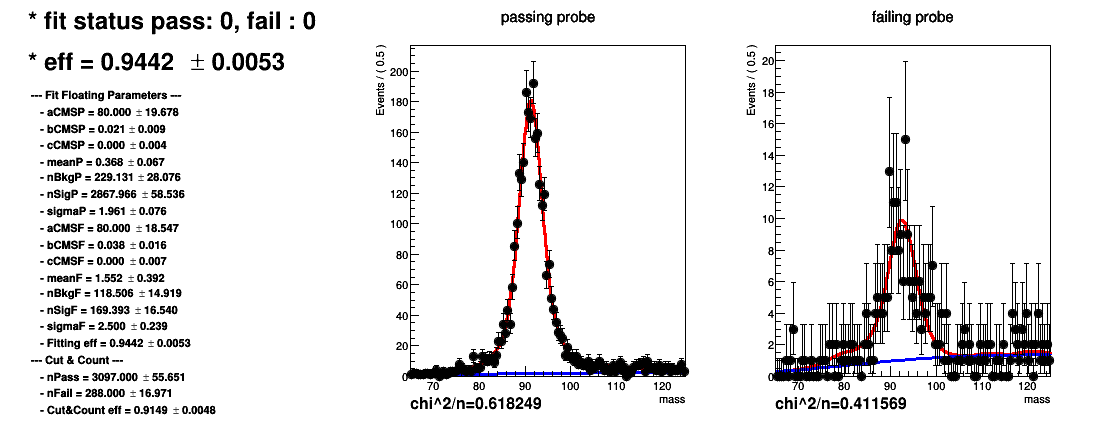 * fit status pass: 0, fail : 0
* eff = 0.9442 ± 0.0053
--- Fit Floating Parameters ---
- aCMSP = 80.000 ± 19.678
- bCMSP = 0.021 ± 0.009
- cCMSP = 0.000 ± 0.004
- meanP = 0.368 ± 0.067
- nBkgP = 229.131 ± 28.076
- nSigP = 2867.966 ± 58.536
- sigmaP = 1.961 ± 0.076
- aCMSF = 80.000 ± 18.547
- bCMSF = 0.038 ± 0.016
- cCMSF = 0.000 ± 0.007
- meanF = 1.552 ± 0.392
- nBkgF = 118.506 ± 14.919
- nSigF = 169.393 ± 16.540
- sigmaF = 2.500 ± 0.239
- Fitting eff = 0.9442 ± 0.0053
--- Cut & Count ---
- nPass = 3097.000 ± 55.651
- nFail = 288.000 ± 16.971
- Cut&Count eff = 0.9149 ± 0.0048
passing probe
Events / ( 0.5 )
200
180
160
140
120
100
80
60
40
20
0
70 80 90 100 110 120
mass
chi^2/n=0.618249
failing probe
Events / ( 0.5 )
20
18
16
14
12
10
8
6
4
2
0
70 80 90 100 110 120
mass
chi^2/n=0.411569